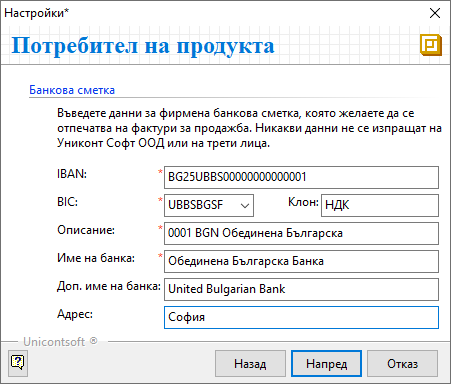 Настройки*
Потребител на продукта
Банкова сметка
Въведете данни за фирмена банкова сметка, която желаете да се
отпечатва на фактури за продажба. Никакви данни не се изпращат на
Униконт Софт ООД или на трети лица.
IBAN: * BG25UBBS00000000000001
BIC: * UBBSBGSF Клон: НДК
Описание: * 0001 BGN Обединена Българска
Име на банка: * Обединена Българска Банка
Доп. име на банка: United Bulgarian Bank
Адрес: София
Unicontsoft ®
? Назад Напред Отказ